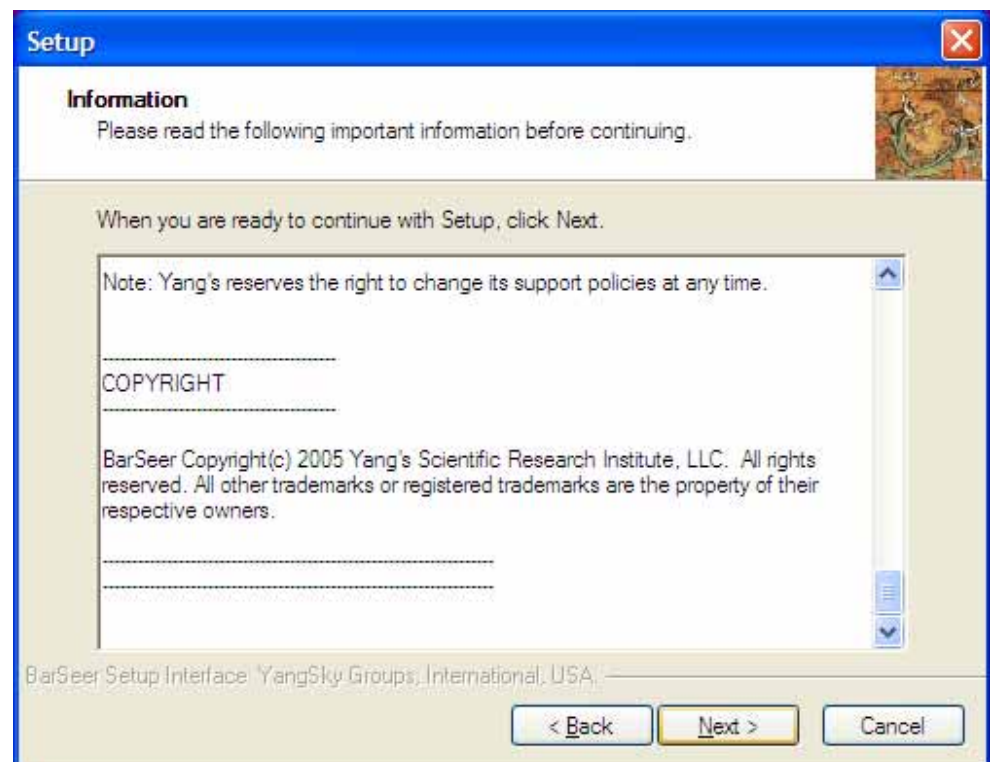 Setup
Information
Please read the following important information before continuing.
When you are ready to continue with Setup, click Next.
Note: Yang's reserves the right to change its support policies at any time.
----------------------------------------
COPYRIGHT
----------------------------------------
BarSeer Copyright(c) 2005 Yang's Scientific Research Institute, LLC.  All rights
reserved. All other trademarks or registered trademarks are the property of their
respective owners.
--------------------------------------------------------------------
--------------------------------------------------------------------
BarSeer Setup Interface. YangSky Groups, International, USA.
< Back
Next >
Cancel